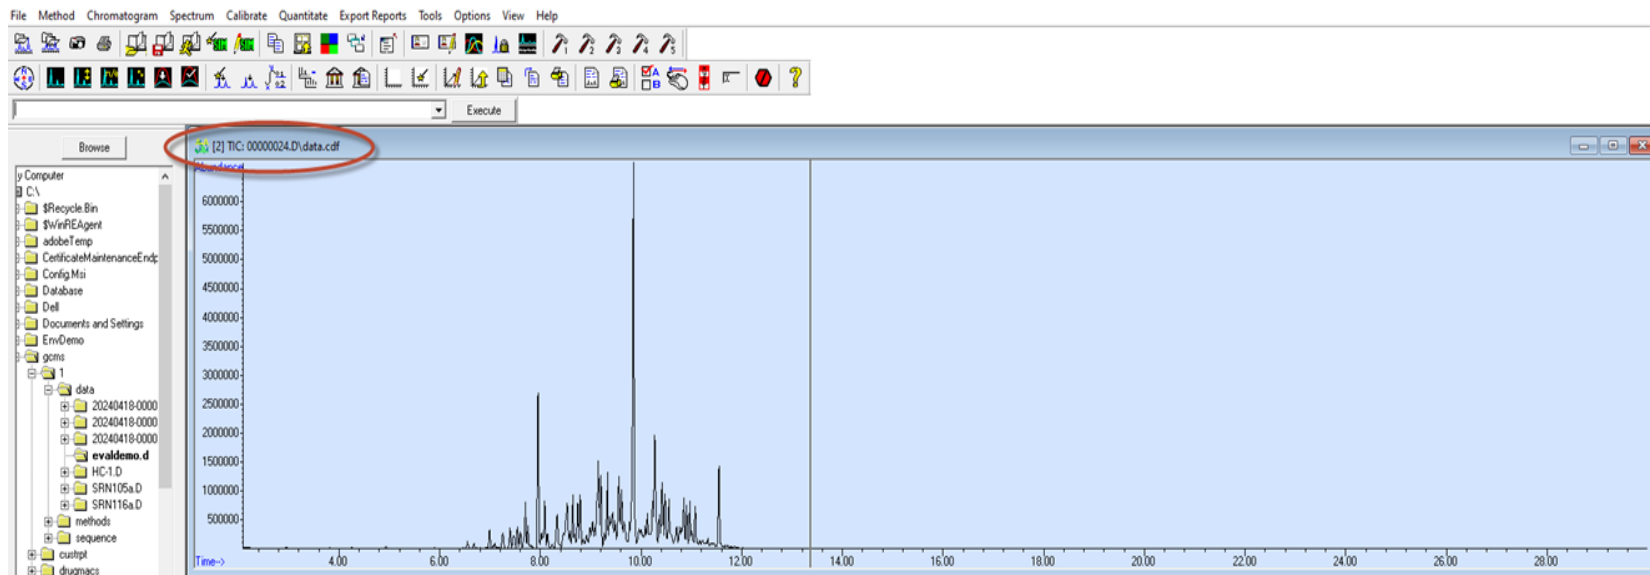 File Method Chromatogram Spectrum Calibrate Quantitate Export Reports Tools Options View Help
Execute
Browse
[2] TIC: 00000024.D\data.cdf
y Computer
C:\
$Recycle.Bin
$WinREAgent
adobeTemp
CertificateMaintenanceEndp
Config.Msi
Database
Dell
Documents and Settings
EnvDemo
gcms
1
data
20240418-0000
20240418-0000
20240418-0000
evaldemo.d
HC-1.D
SRN105a.D
SRN116a.D
methods
sequence
custrpt
drugmacs
Abundance
6000000
5500000
5000000
4500000
4000000
3500000
3000000
2500000
2000000
1500000
1000000
500000
Time--> 4.00 6.00 8.00 10.00 12.00 14.00 16.00 18.00 20.00 22.00 24.00 26.00 28.00